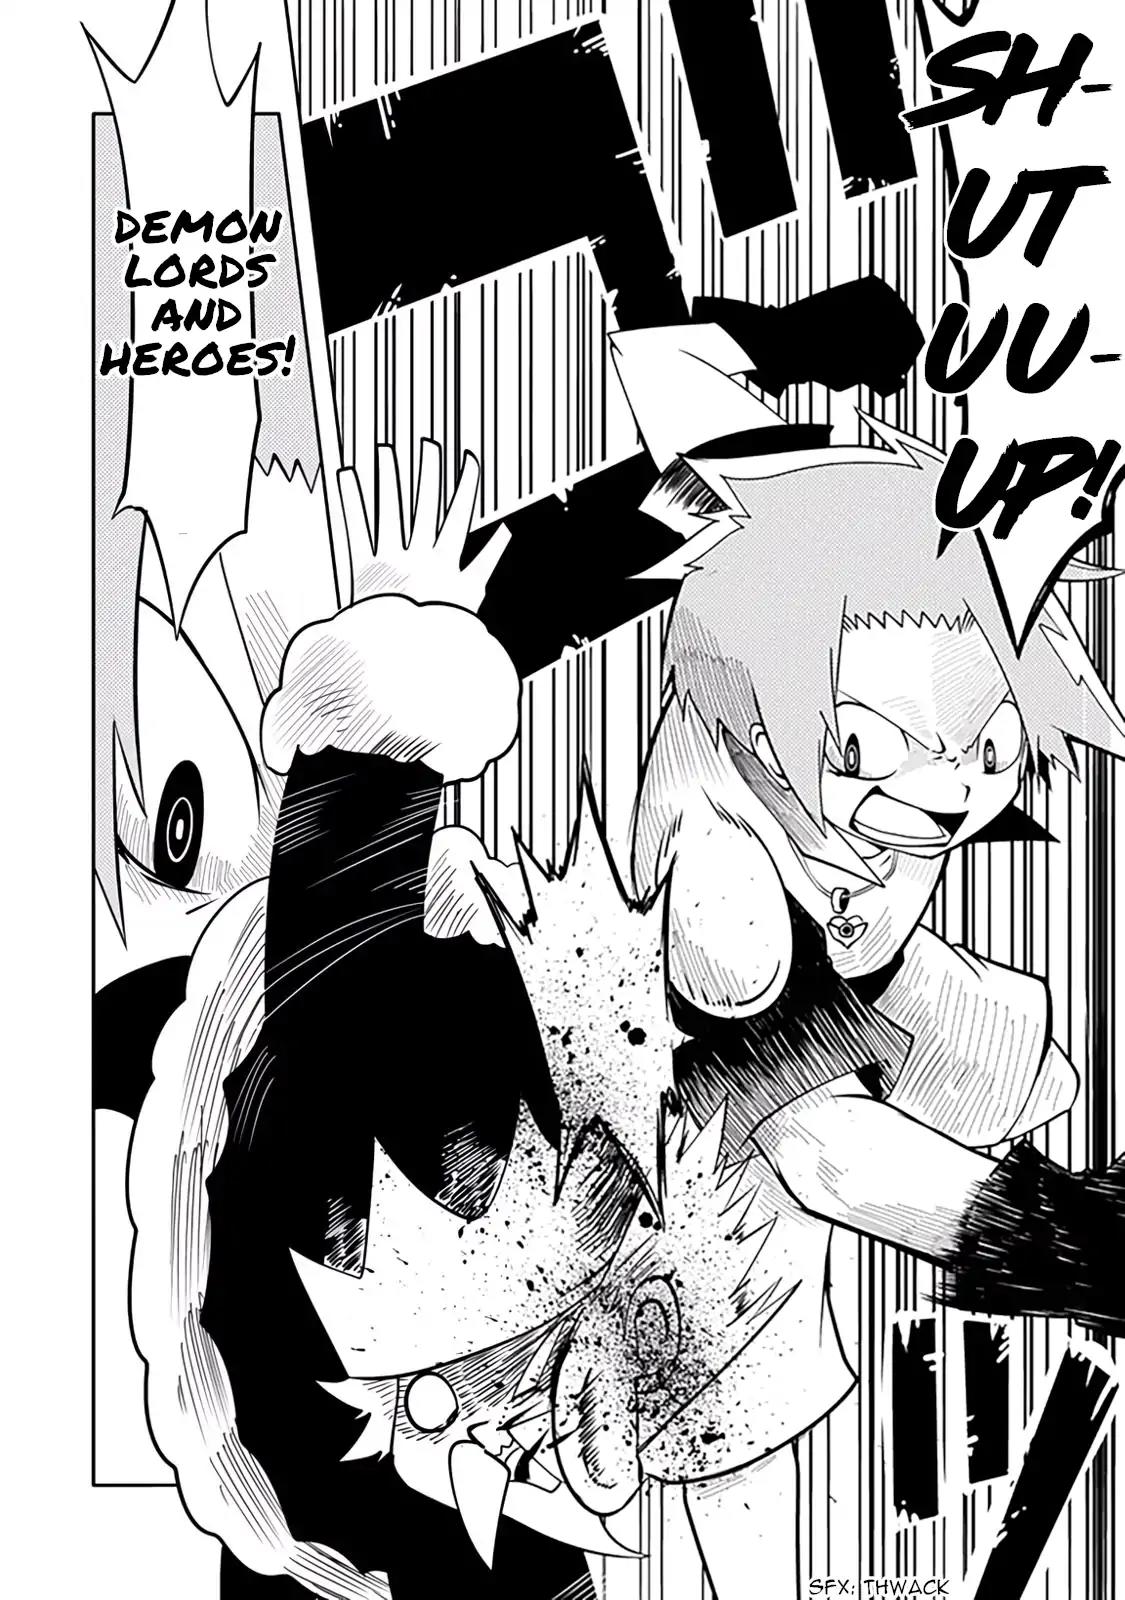 SH-
UT
UU-
UP!
DEMON
LORDS
AND
HEROES!
SFX: THWACK